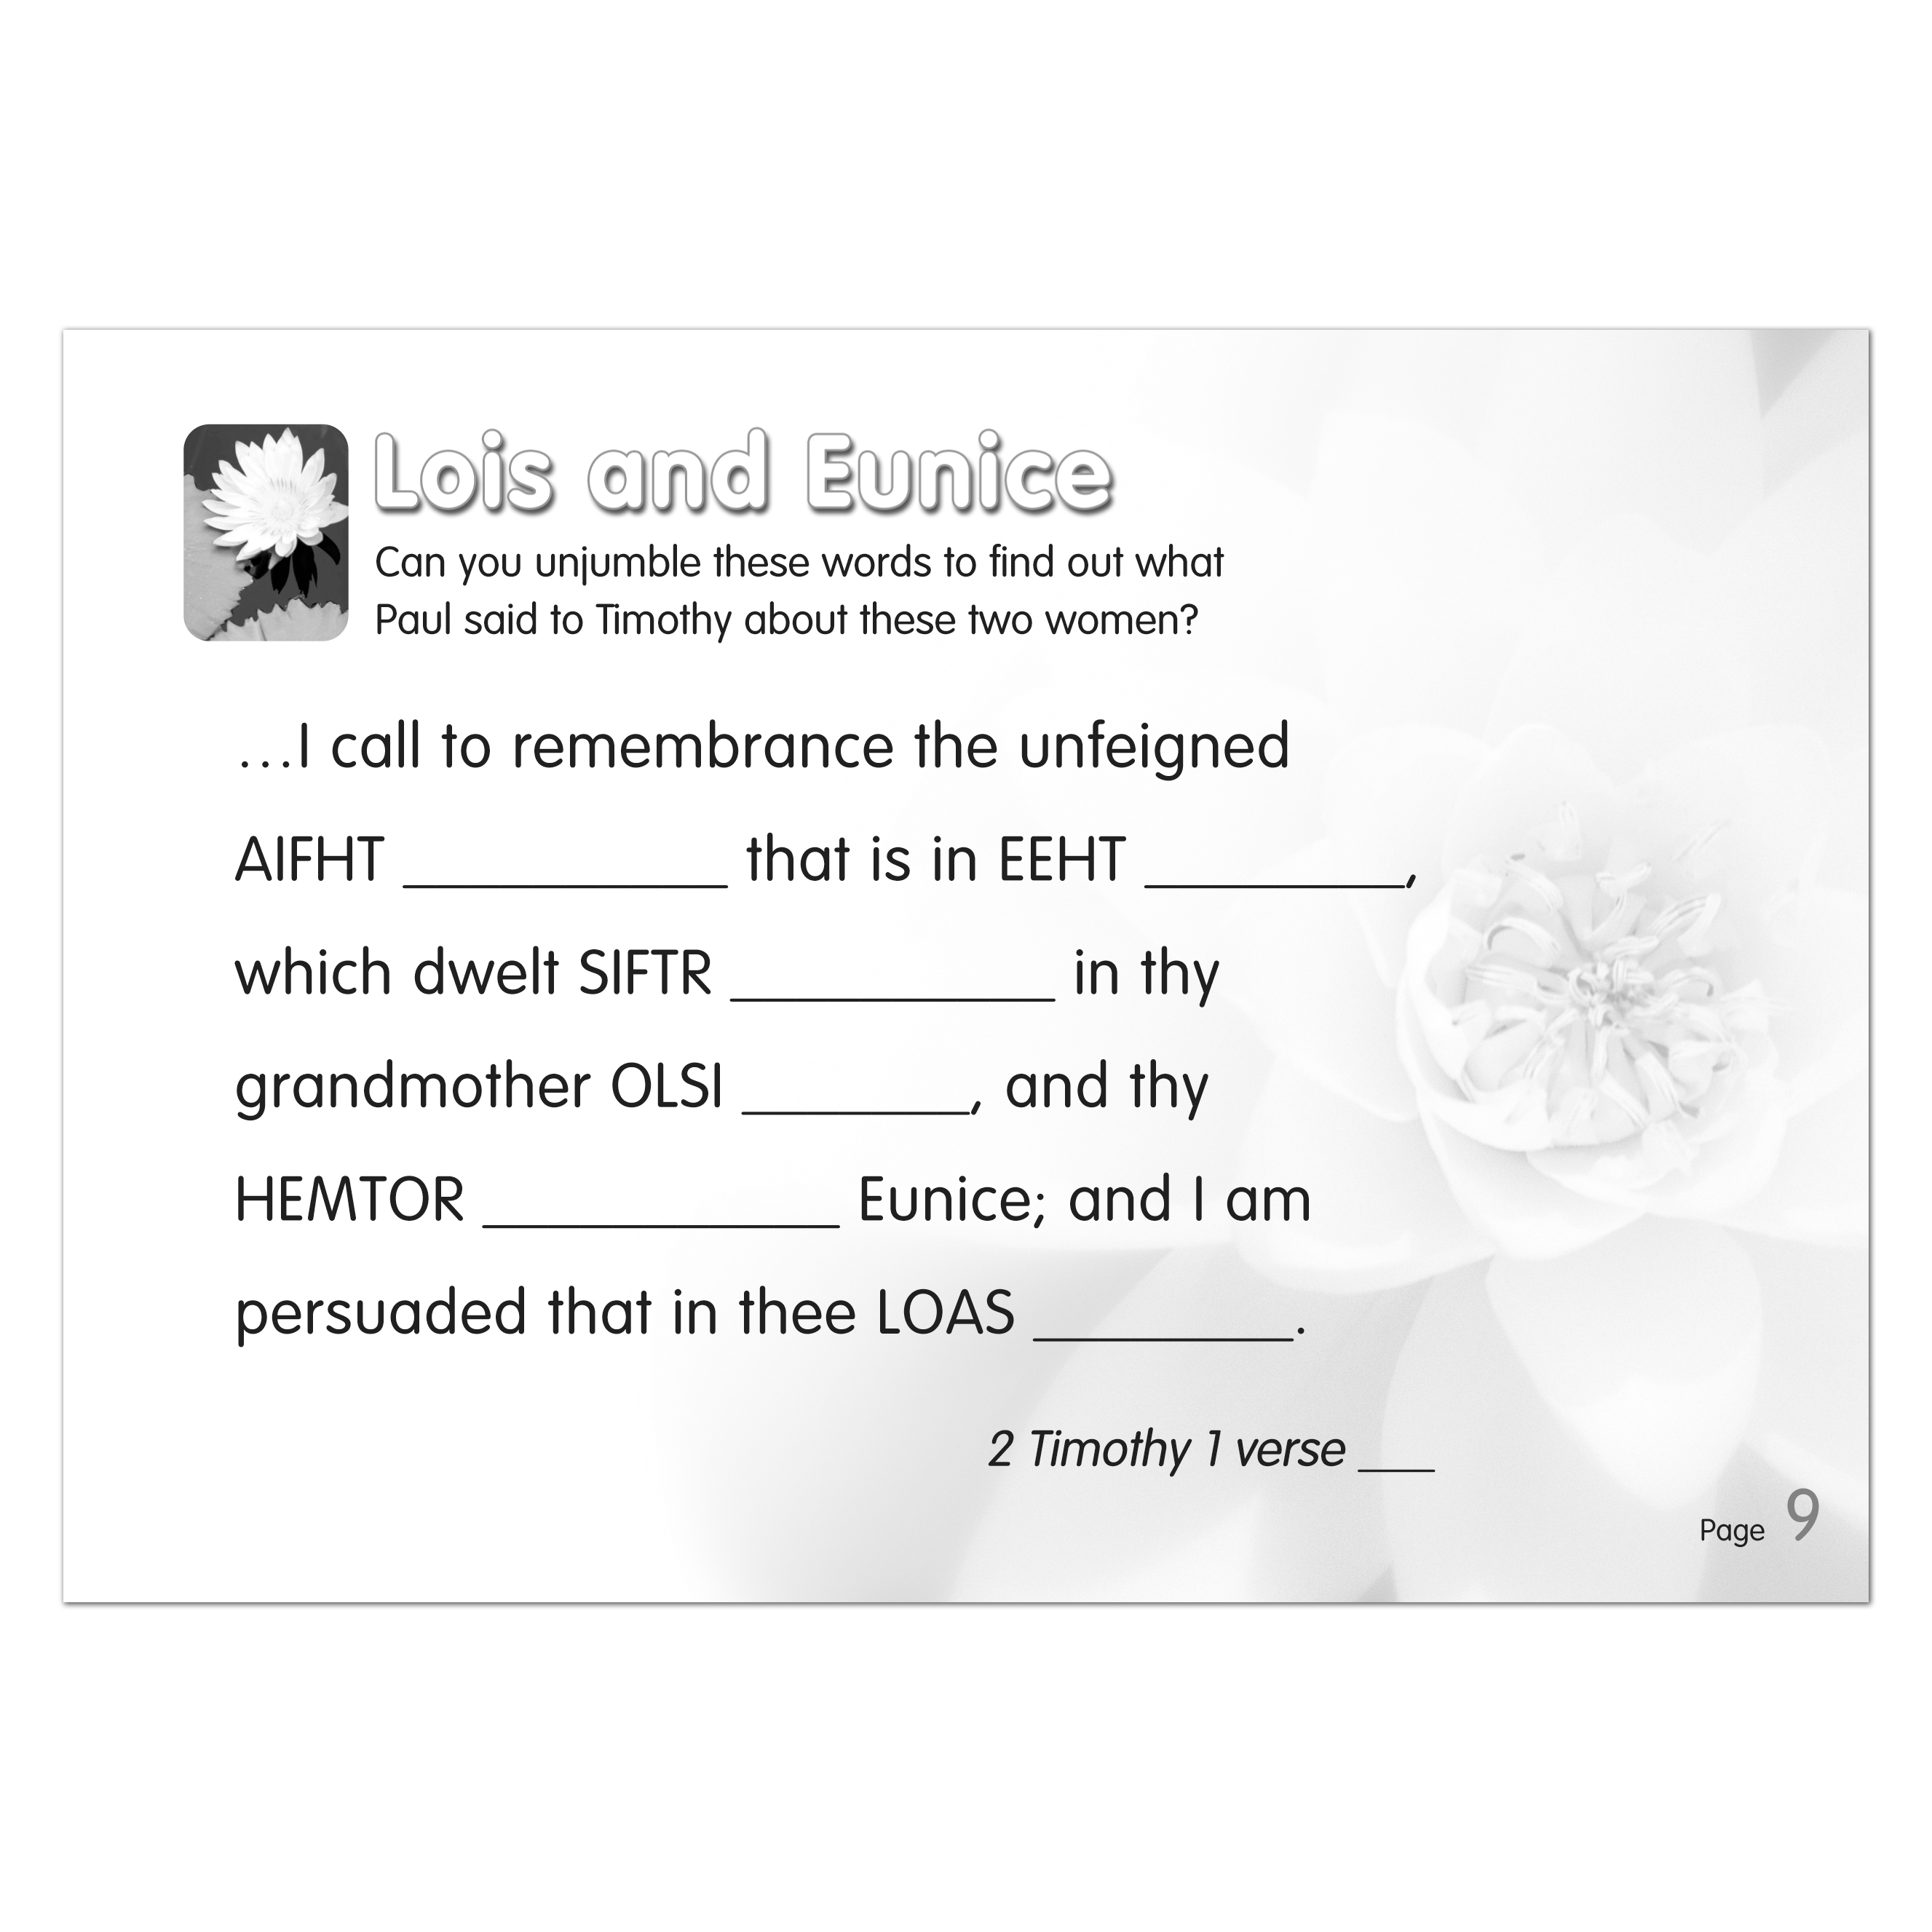 Lois and Eunice
Can you unjumble these words to find out what
Paul said to Timothy about these two women?
...I call to remembrance the unfeigned
AIFHT __________ that is in EEHT ________,
which dwelt SIFTR __________ in thy
grandmother OLSI _______, and thy
HEMTOR ___________ Eunice; and I am
persuaded that in thee LOAS ________.
2 Timothy 1 verse ___
Page 9